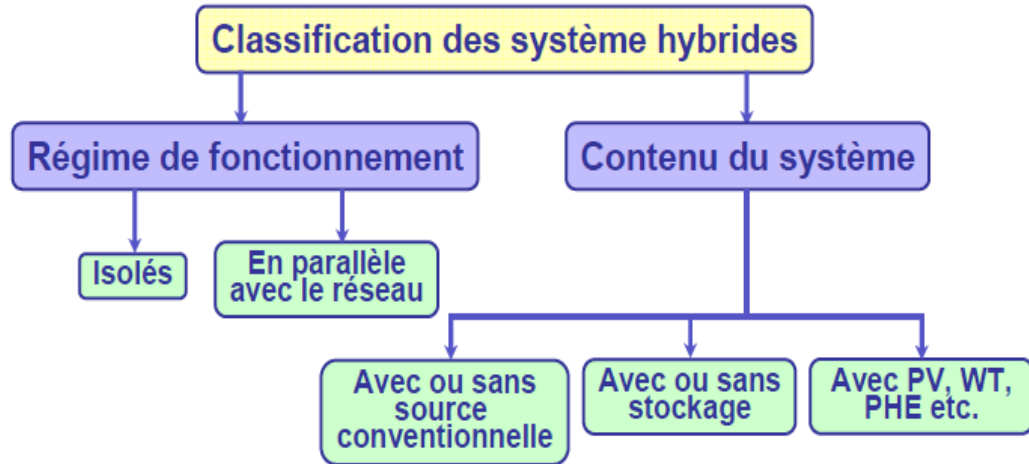 Classification des système hybrides
Régime de fonctionnement
Contenu du système
Isolés
En parallèle
avec le réseau
Avec ou sans
source
conventionnelle
Avec ou sans
stockage
Avec PV, WT,
PHE etc.